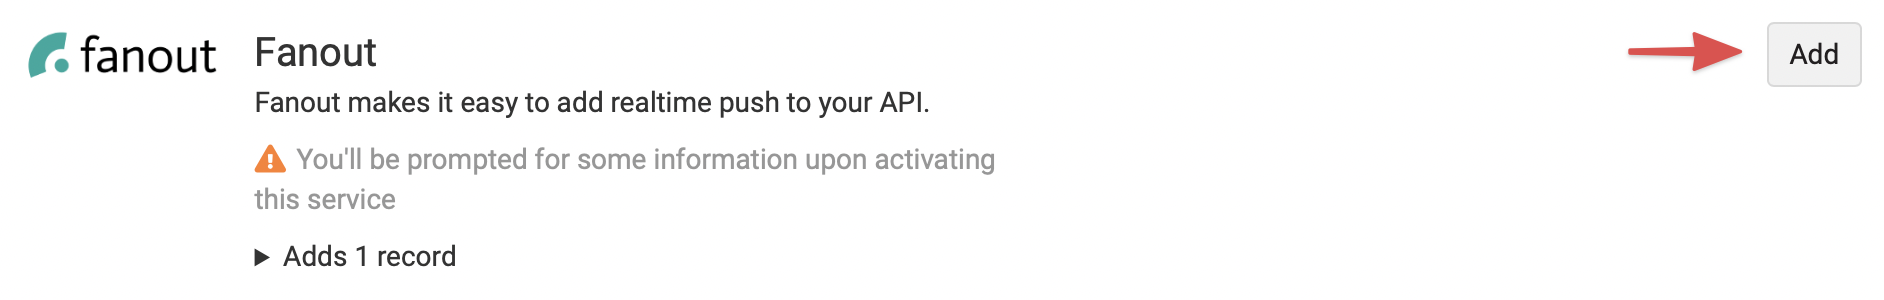 fanout
Fanout
Add
Fanout makes it easy to add realtime push to your API.
You'll be prompted for some information upon activating
this service
Adds 1 record